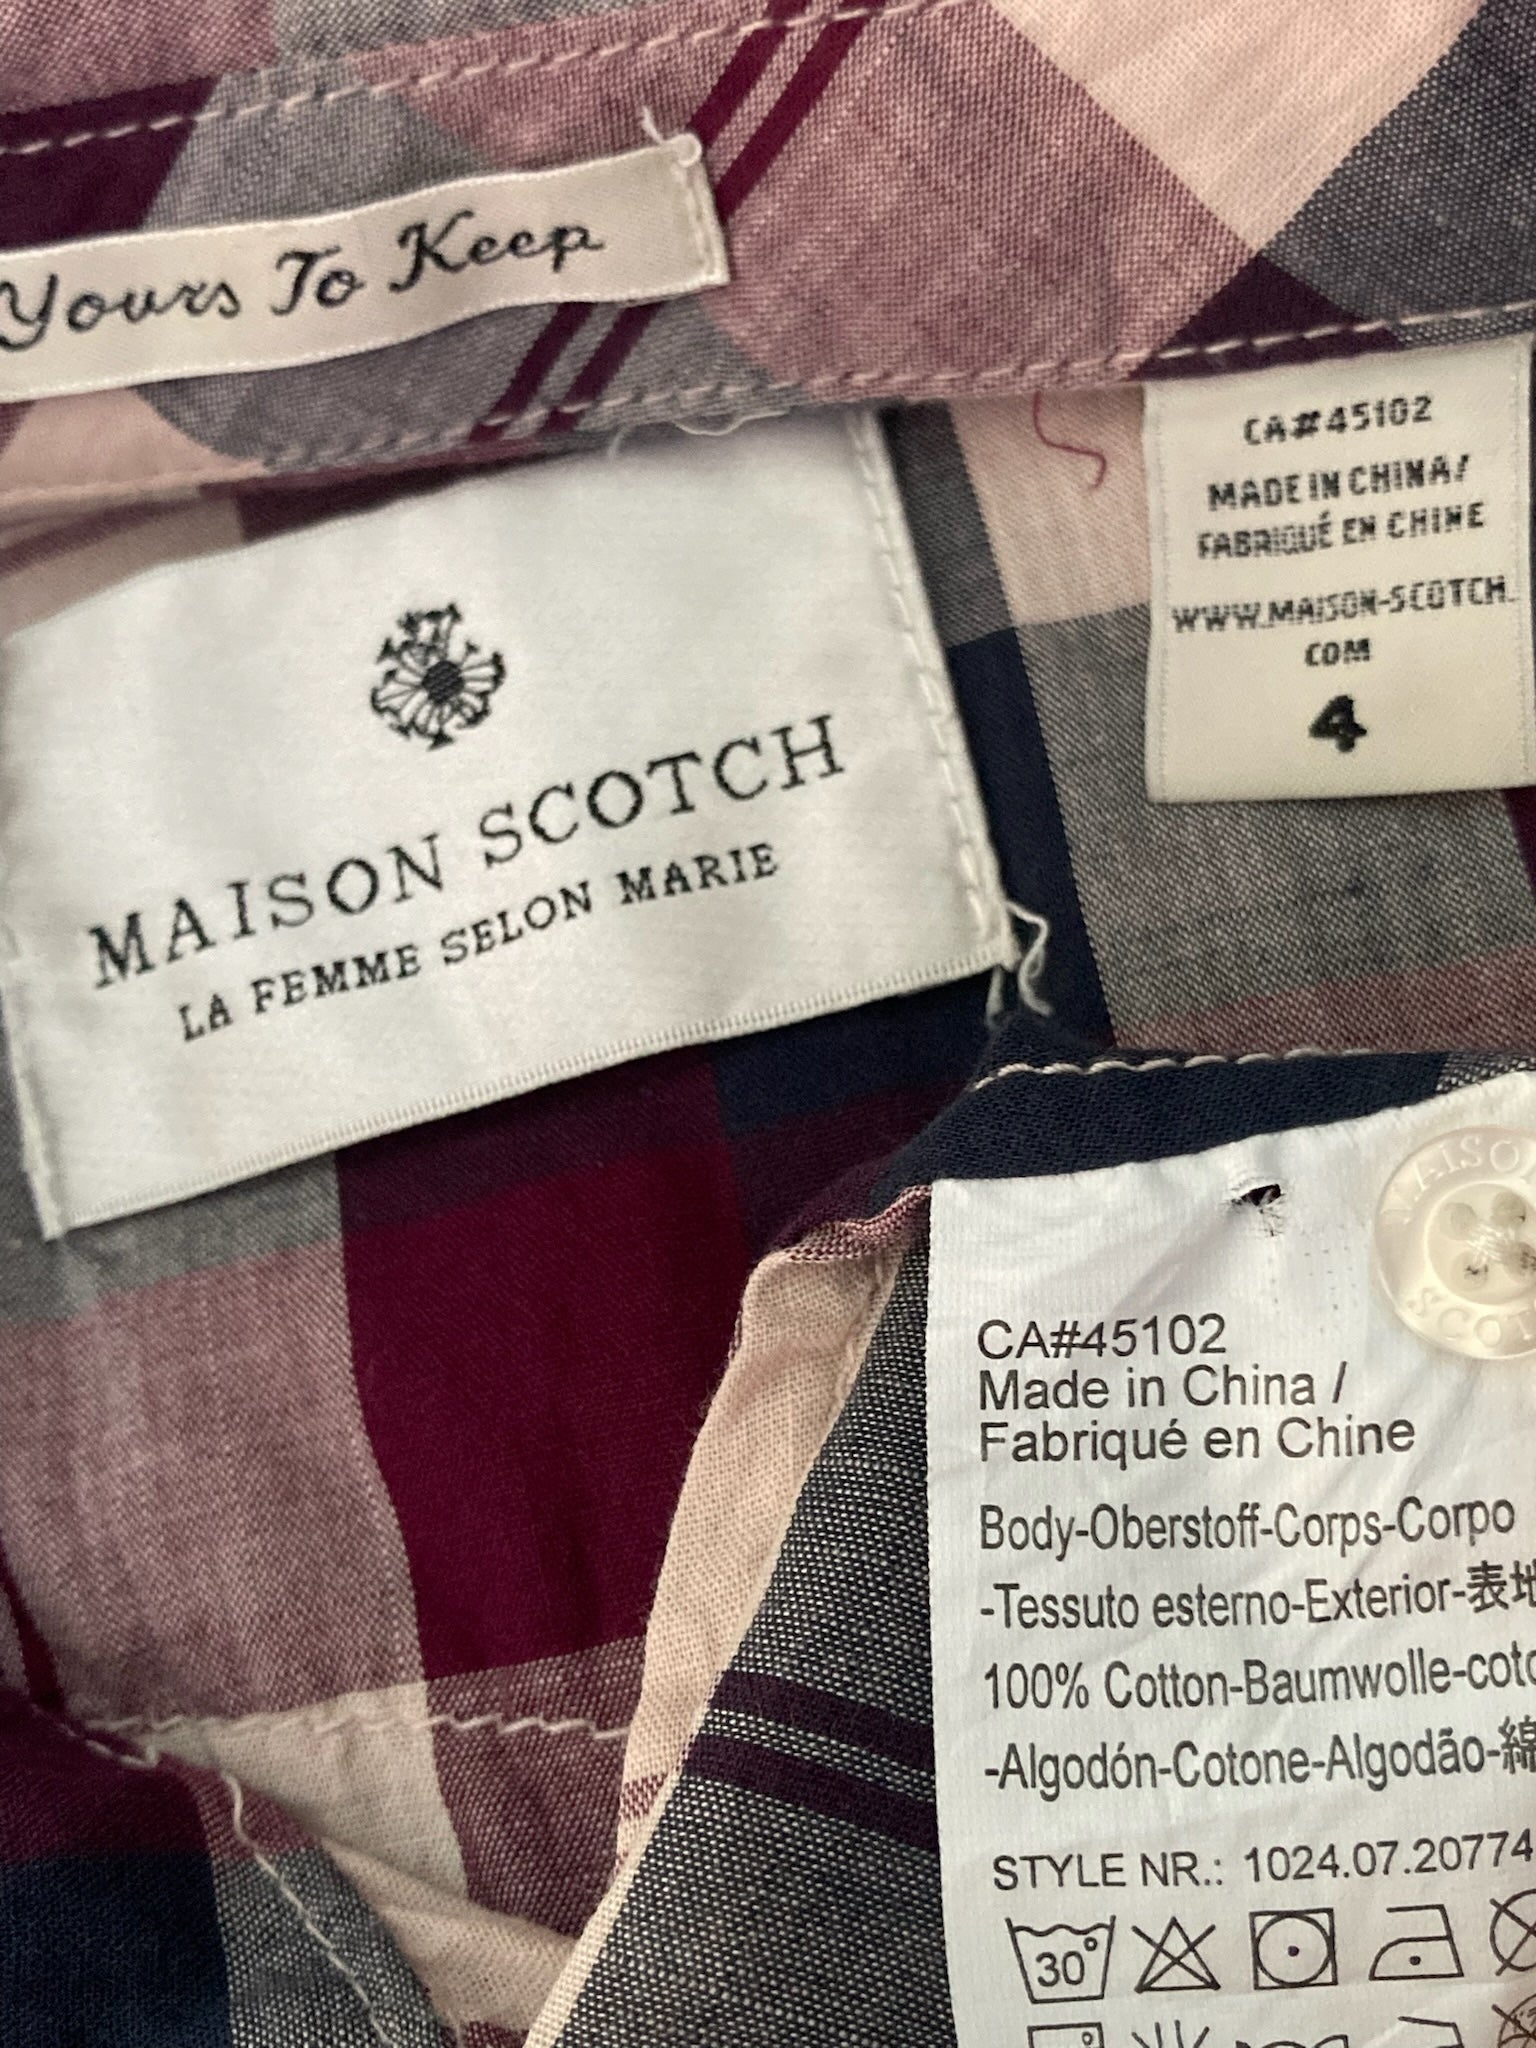 Yours To Keep
CA#45102
MADE IN CHINA/
FABRIQUÉ EN CHINE
WWW.MAISON-SCOTCH.
COM
4
MAISON SCOTCH
LA FEMME SELON MARIE
CA#45102
Made in China /
Fabriqué en Chine
Body-Oberstoff-Corps-Corpo
-Tessuto esterno-Exterior-表地
100% Cotton-Baumwolle-coto
-Algodón-Cotone-Algodão-綿
STYLE NR.: 1024.07.20774
30°